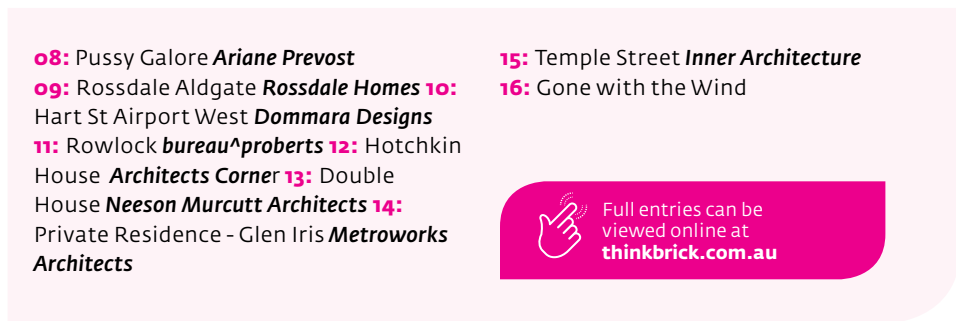 08: Pussy Galore Ariane Prevost
09: Rossdale Aldgate Rossdale Homes 10:
Hart St Airport West Dommara Designs
11: Rowlock bureau^proberts 12: Hotchkin
House Architects Corner 13: Double
House Neeson Murcutt Architects 14:
Private Residence - Glen Iris Metroworks
Architects
15: Temple Street Inner Architecture
16: Gone with the Wind
Full entries can be
viewed online at
thinkbrick.com.au